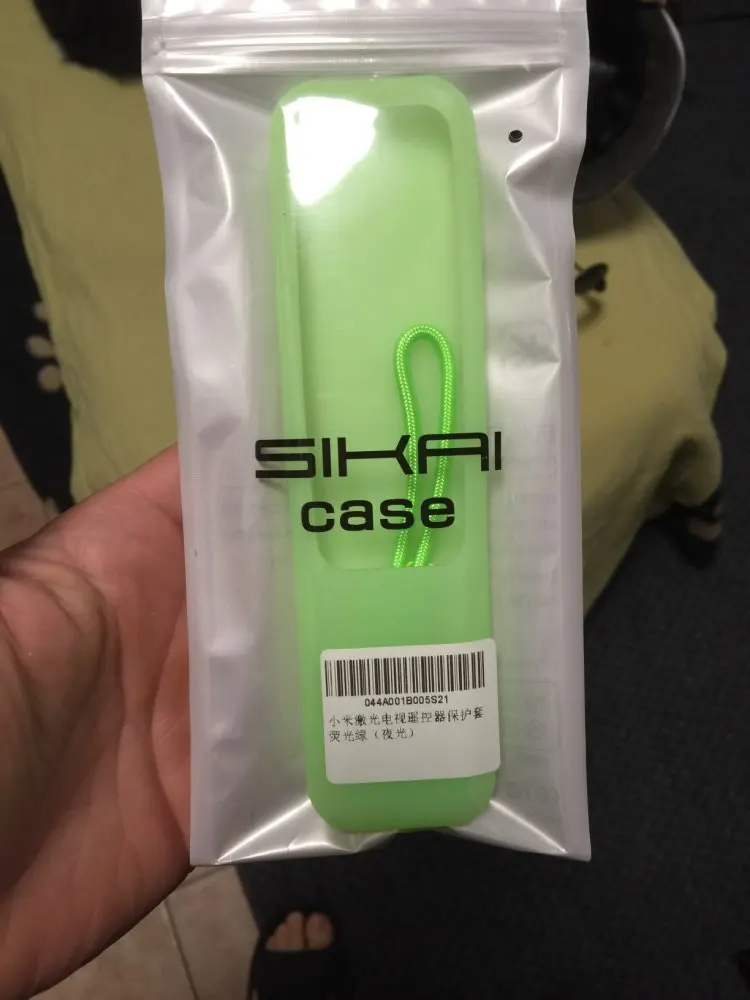 SIKAI
case
044A001B005S21
小米激光电视遥控器保护套
荧光绿（夜光）